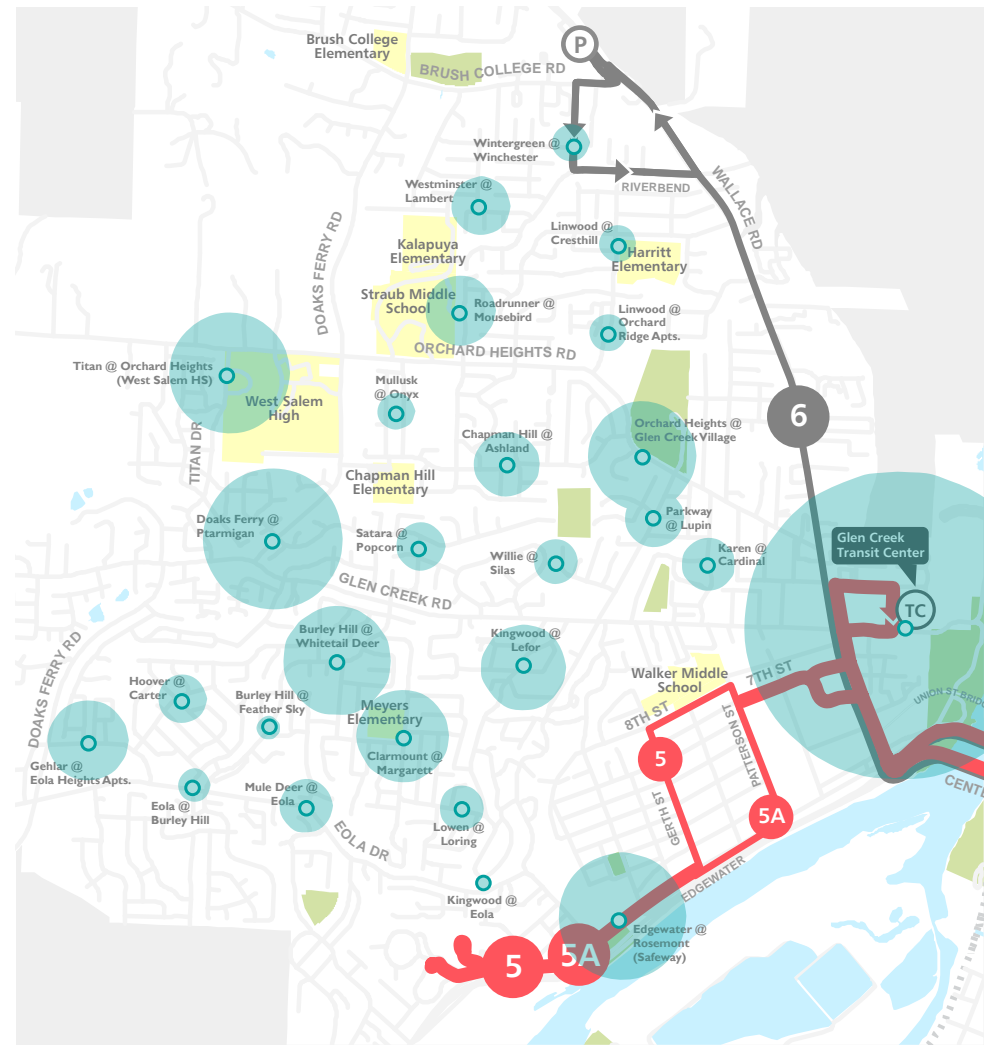 Brush College
Elementary
P
BRUSH COLLEGE RD
Wintergreen @
Winchester
RIVERBEND
WALLACE RD
Westminster @
Lambert
Linwood @
Cresthill
DOAKS FERRY RD
Kalapuya
Elementary
Harritt
Elementary
Straub Middle
School
Roadrunner @
Mousebird
Linwood @
Orchard
Ridge Apts.
ORCHARD HEIGHTS RD
Titan @ Orchard Heights
(West Salem HS)
Mullusk
@ Onyx
West Salem
High
6
TITAN DR
Chapman Hill @
Ashland
Orchard Heights @
Glen Creek Village
Chapman Hill
Elementary
Doaks Ferry @
Ptarmigan
Satara @
Popcorn
Willie @
Silas
Parkway
@ Lupin
Karen @
Cardinal
Glen Creek
Transit Center
TC
GLEN CREEK RD
Burley Hill @
Whitetail Deer
Kingwood @
Lefor
Walker Middle
School
7TH ST
DOAKS FERRY RD
Hoover @
Carter
Burley Hill @
Feather Sky
Meyers
Elementary
Clarmount @
Margarett
8TH ST
PATTERSON ST
UNION ST BRIDG
Gehlar @
Eola Heights Apts.
5
CENTE
Eola @
Burley Hill
Mule Deer @
Eola
Lowen @
Loring
GERTH ST
5A
EOLA DR
EDGEWATER
Kingwood @
Eola
Edgewater @
Rosemont
(Safeway)
5
5A